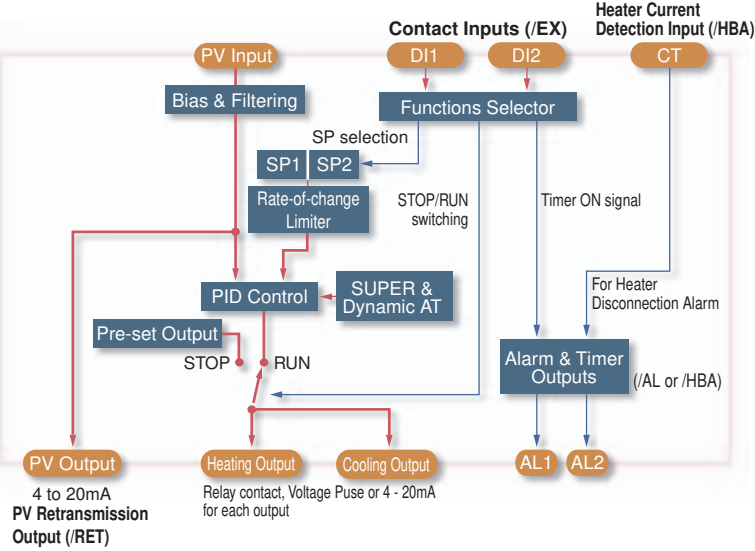 Contact Inputs (/EX)
Heater Current
Detection Input (/HBA)
PV Input
DI1
DI2
CT
Bias & Filtering
Functions Selector
SP selection
SP1
SP2
Rate-of-change
Limiter
STOP/RUN
switching
Timer ON signal
PID Control
SUPER &
Dynamic AT
For Heater
Disconnection Alarm
Pre-set Output
STOP
RUN
Alarm & Timer
Outputs
(/AL or /HBA)
PV Output
Heating Output
Cooling Output
AL1
AL2
4 to 20mA
PV Retransmission
Output (/RET)
Relay contact, Voltage Puse or 4 - 20mA
for each output